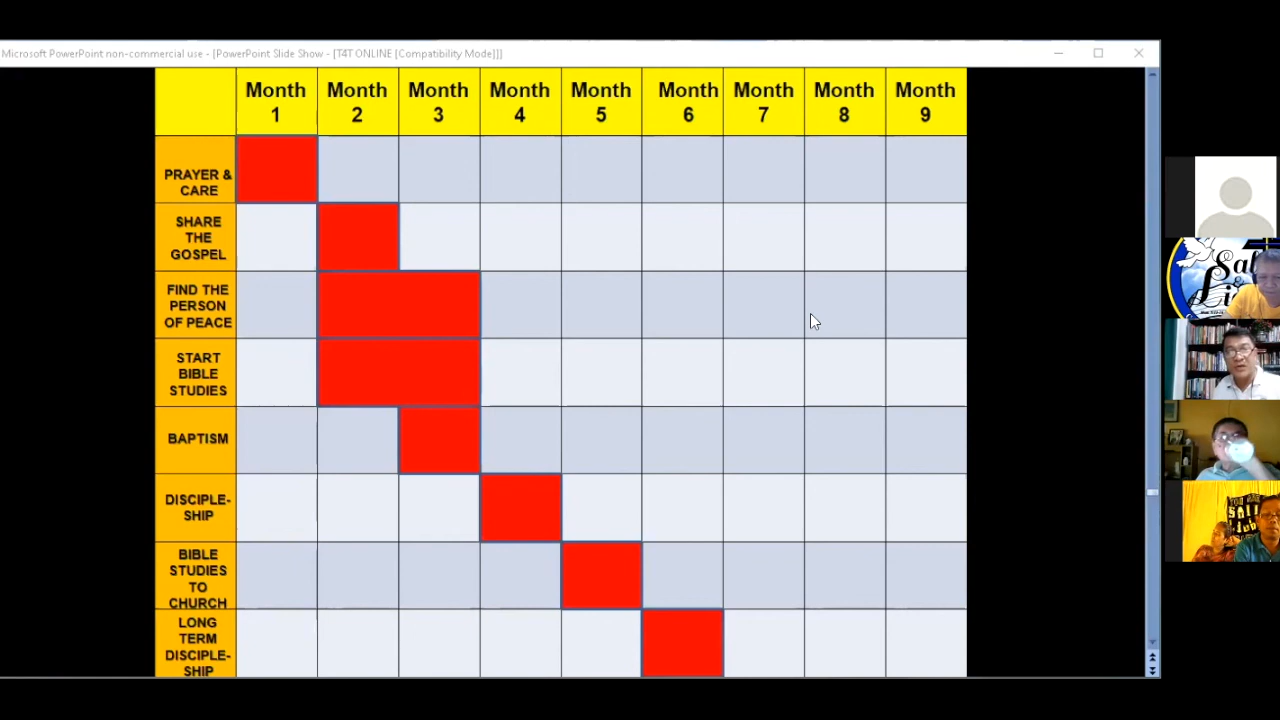 Microsoft PowerPoint non-commercial use - [PowerPoint Slide Show - [T4T ONLINE [Compatibility Mode]]]
Month 1
Month 2
Month 3
Month 4
Month 5
Month 6
Month 7
Month 8
Month 9
PRAYER &
CARE
SHARE
THE
GOSPEL
FIND THE
PERSON
OF PEACE
START
BIBLE
STUDIES
BAPTISM
DISCIPLE-
SHIP
BIBLE
STUDIES
TO
CHURCH
LONG
TERM
DISCIPLE-
SHIP